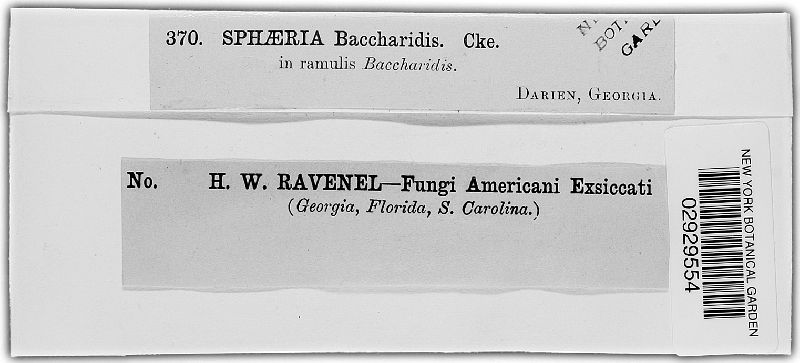 370. SPHÆRIA Baccharidis. Cke.
in ramulis Baccharidis.
DARIEN, GEORGIA.
No. H. W. RAVENEL—Fungi Americani Exsiccati
(Georgia, Florida, S. Carolina.)
NEW YORK BOTANICAL GARDEN
02929554